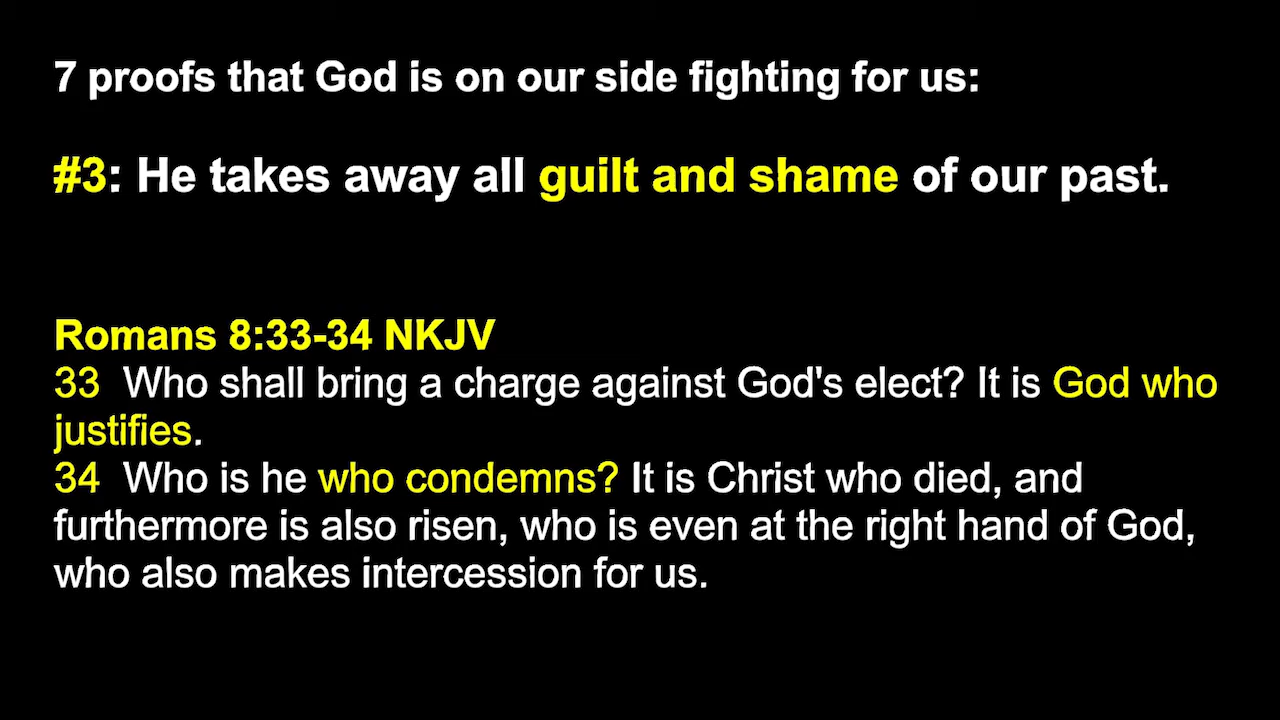 7 proofs that God is on our side fighting for us:
#3: He takes away all guilt and shame of our past.
Romans 8:33-34 NKJV
33  Who shall bring a charge against God's elect? It is God who
justifies.
34  Who is he who condemns? It is Christ who died, and
furthermore is also risen, who is even at the right hand of God,
who also makes intercession for us.